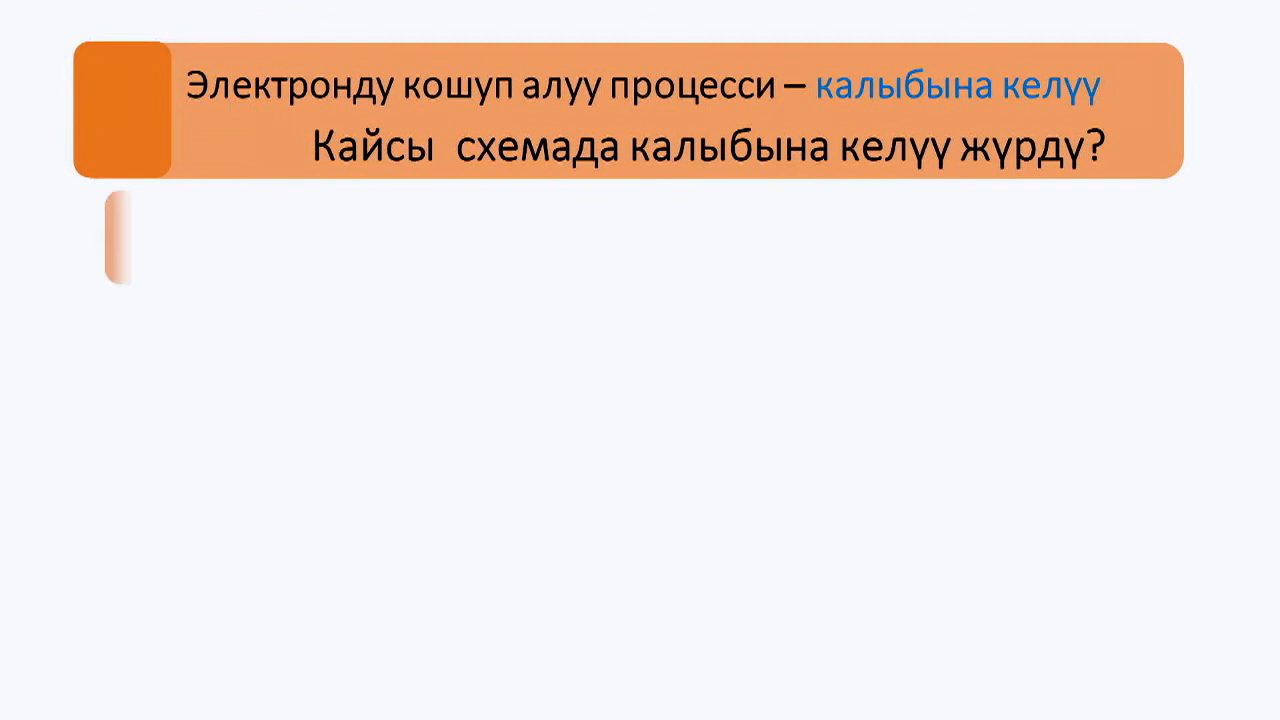 Электронду кошуп алуу процесси – калыбына келүү
Кайсы схемада калыбына келүү жүрдү?